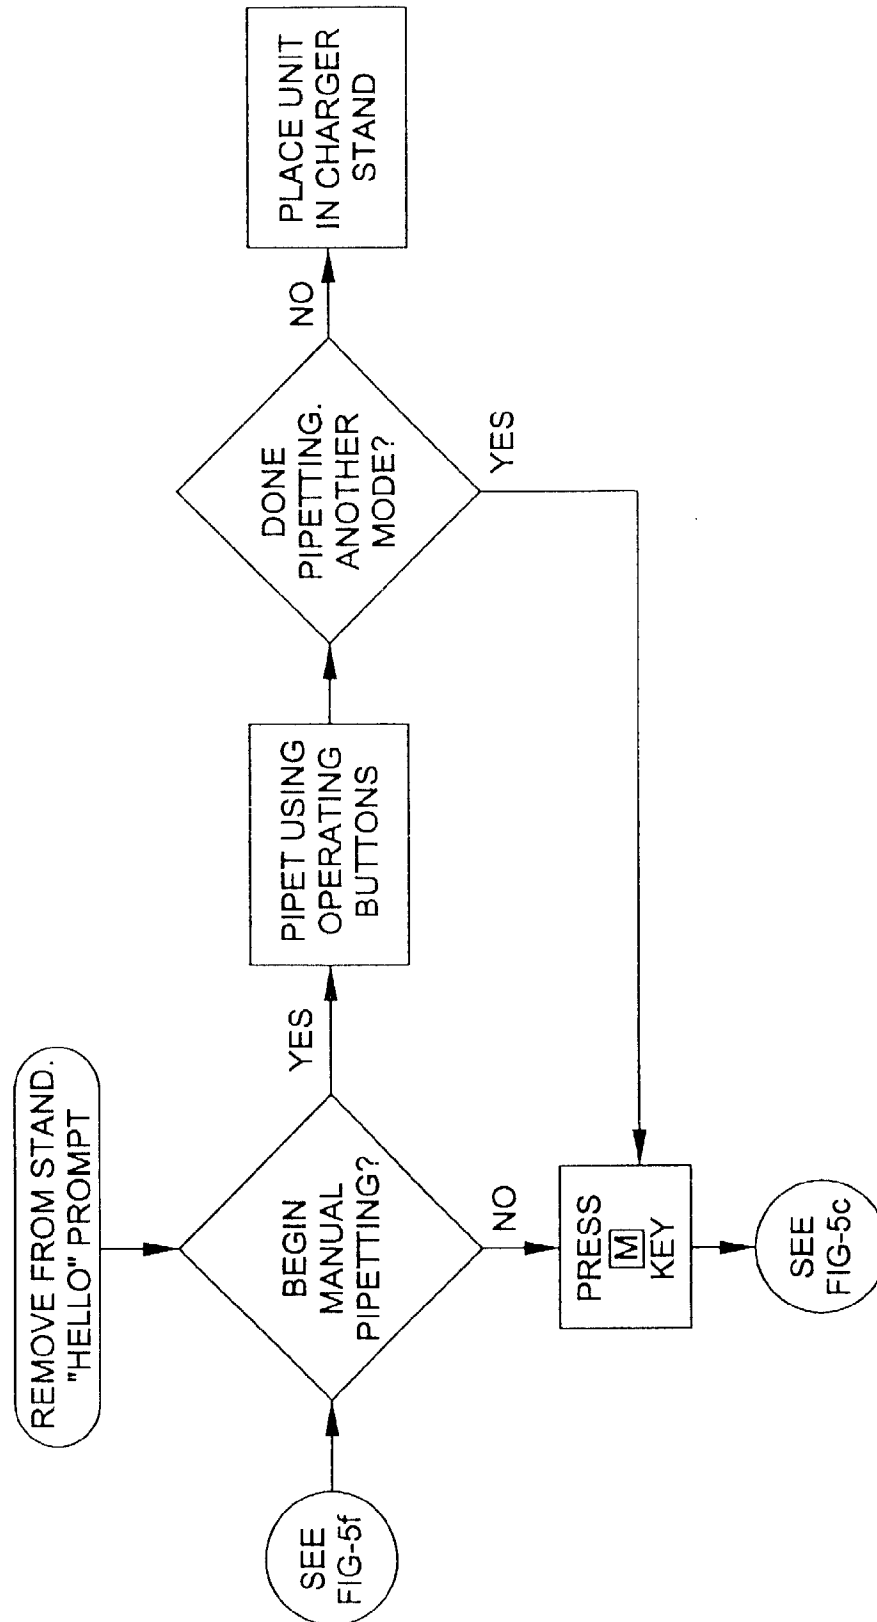 REMOVE FROM STAND.
"HELLO" PROMPT
SEE
FIG-5f
BEGIN
MANUAL
PIPETTING?
YES
NO
PIPET USING
OPERATING
BUTTONS
DONE
PIPETTING.
ANOTHER
MODE?
NO
YES
PLACE UNIT
IN CHARGER
STAND
PRESS
M
KEY
SEE
FIG-5c